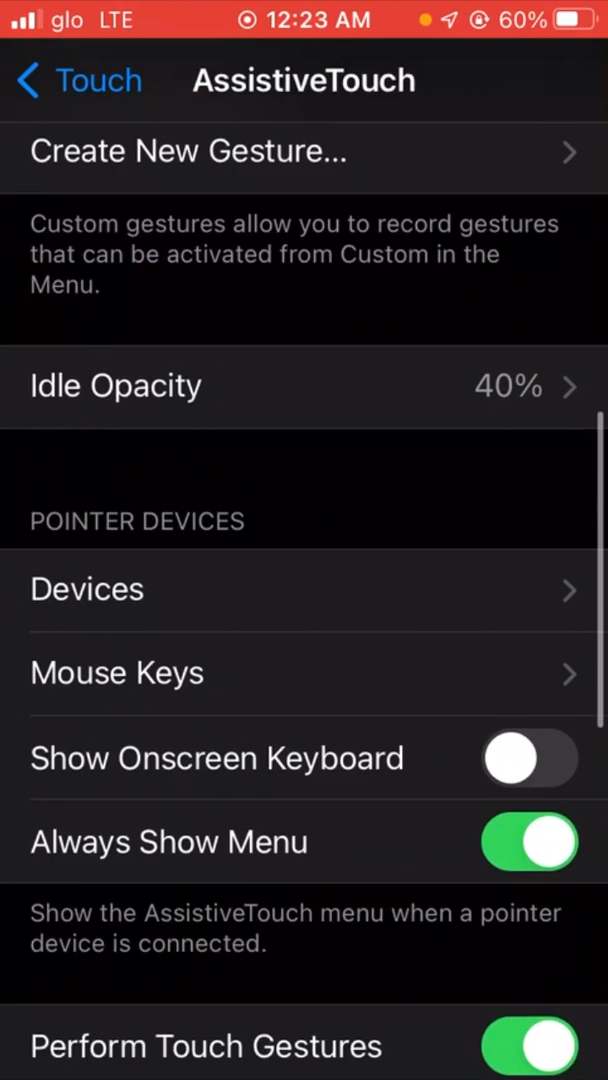 glo LTE 12:23 AM 60%
Touch AssistiveTouch
Create New Gesture...
Custom gestures allow you to record gestures
that can be activated from Custom in the
Menu.
Idle Opacity 40%
POINTER DEVICES
Devices
Mouse Keys
Show Onscreen Keyboard
Always Show Menu
Show the AssistiveTouch menu when a pointer
device is connected.
Perform Touch Gestures